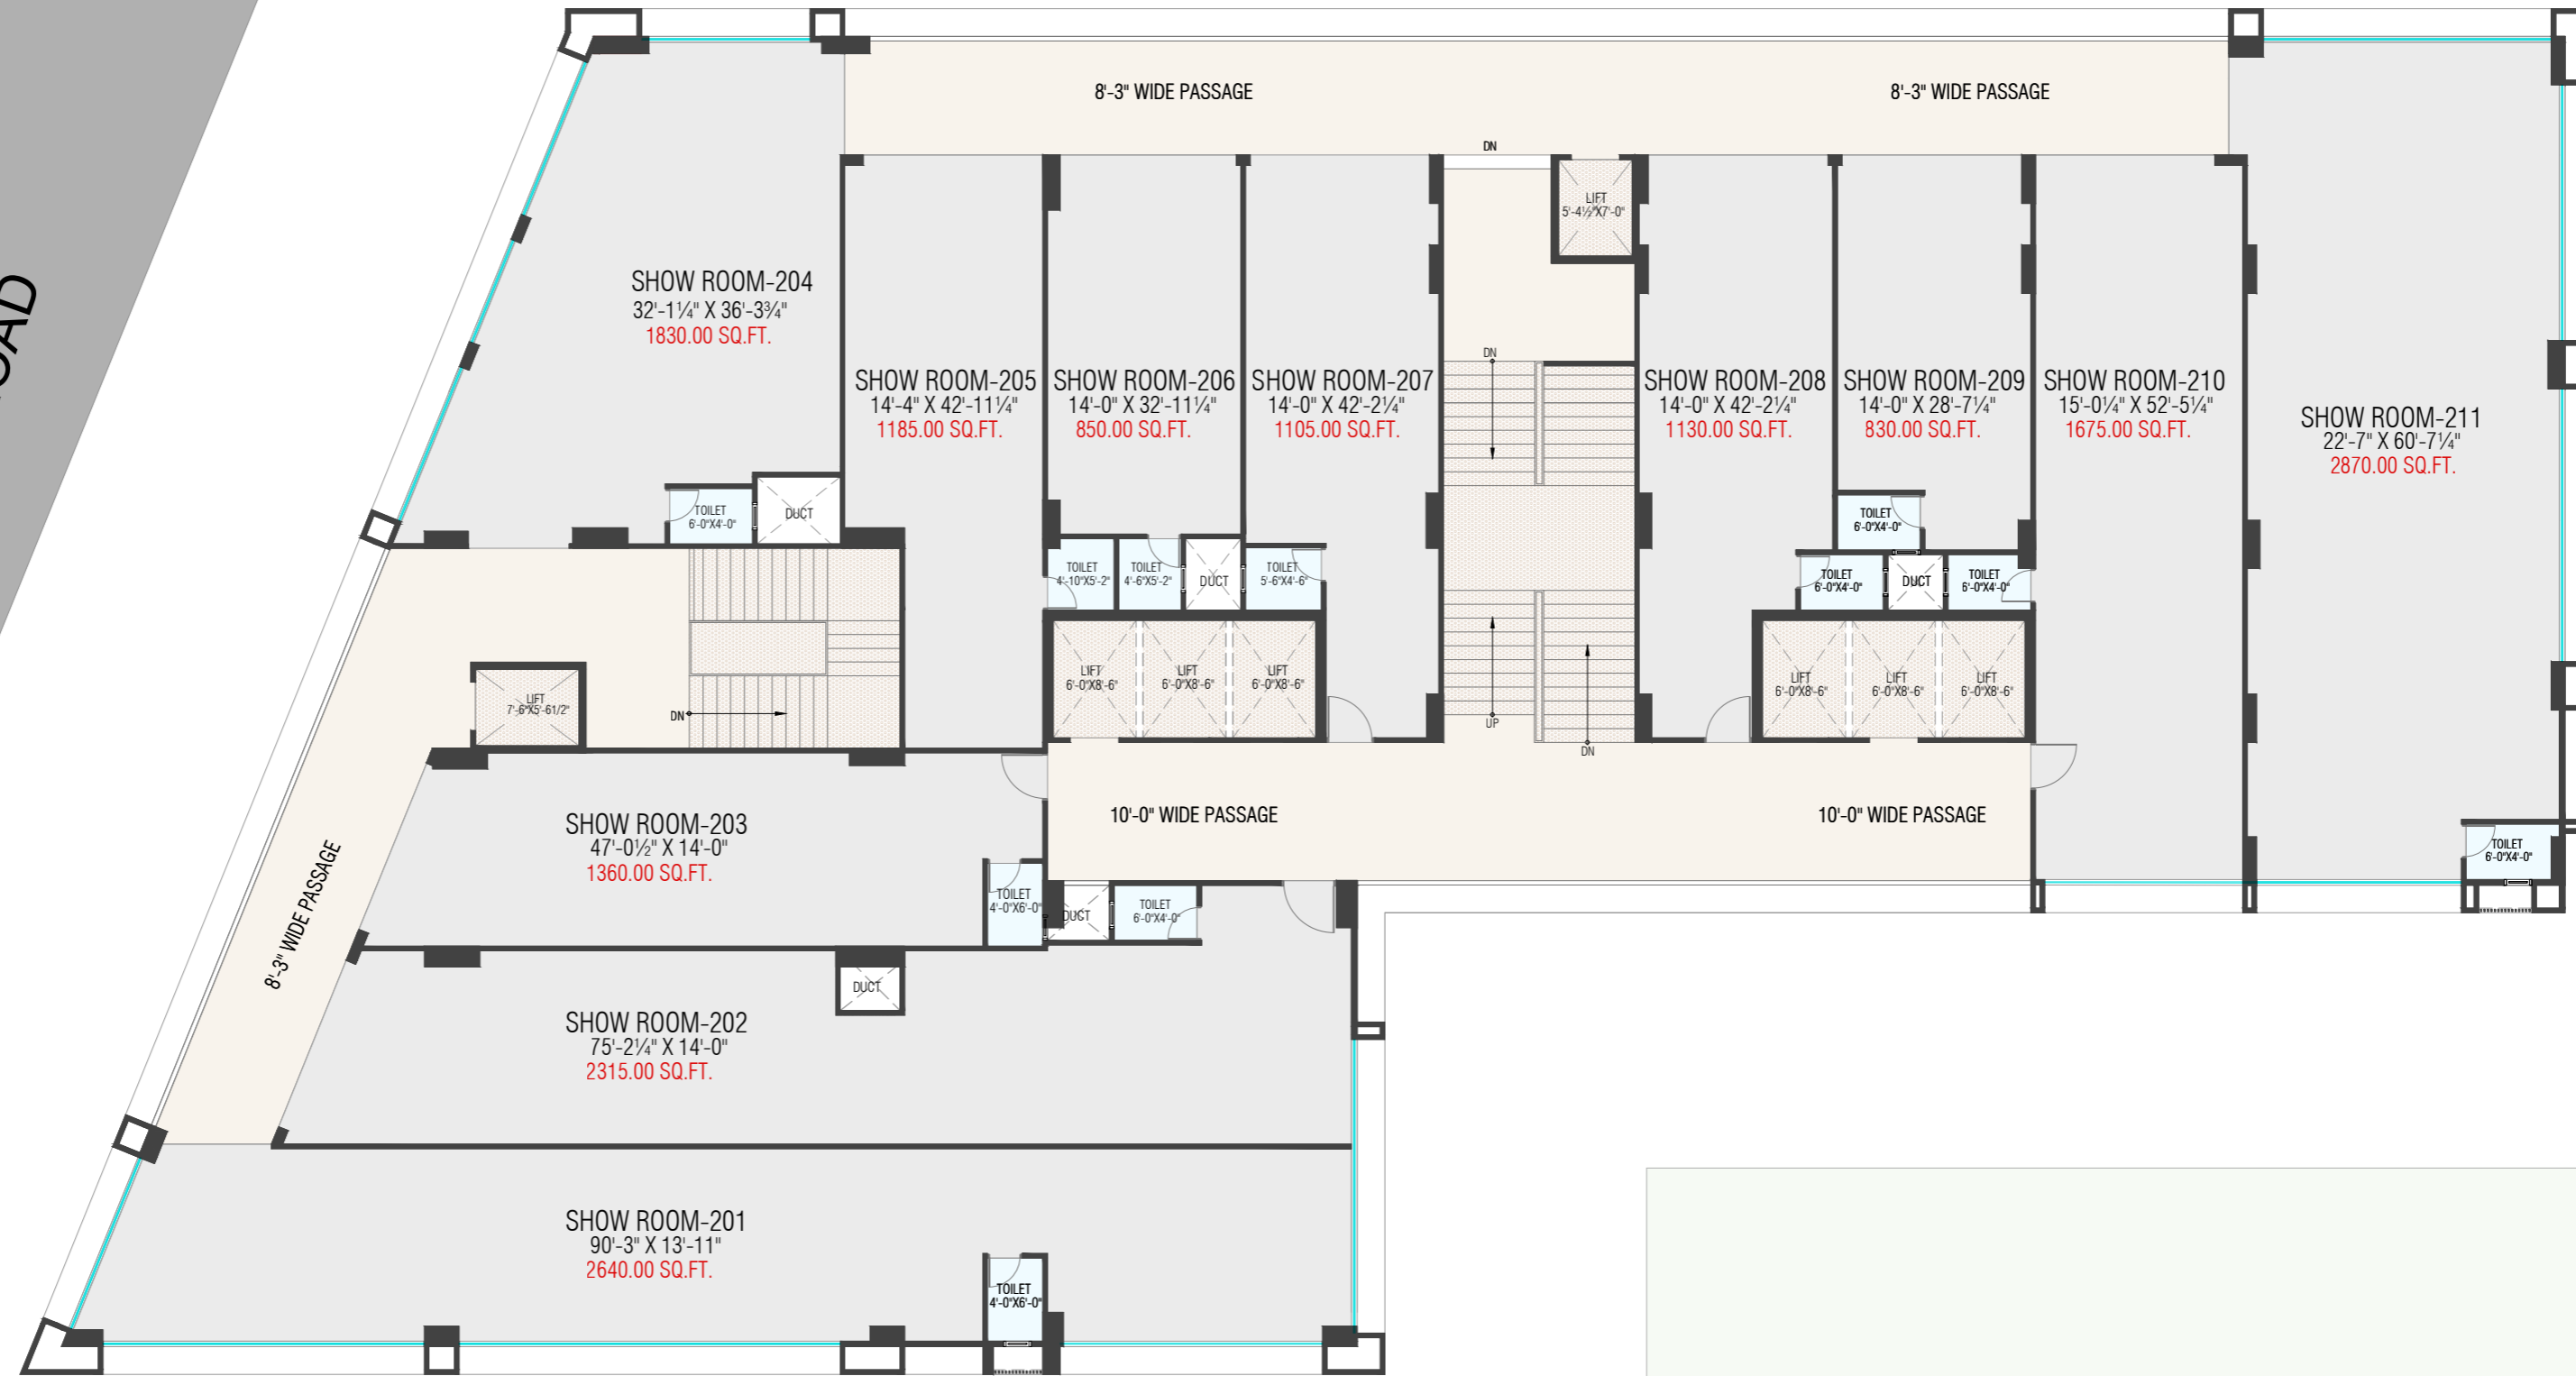 8'-3" WIDE PASSAGE
8'-3" WIDE PASSAGE
DN
LIFT
5'-4½"X7'-0"
SHOW ROOM-204
32'-1¼" X 36'-3¾"
1830.00 SQ.FT.
DN
SHOW ROOM-205
14'-4" X 42'-11¼"
1185.00 SQ.FT.
SHOW ROOM-206
14'-0" X 32'-11¼"
850.00 SQ.FT.
SHOW ROOM-207
14'-0" X 42'-2¼"
1105.00 SQ.FT.
SHOW ROOM-208
14'-0" X 42'-2¼"
1130.00 SQ.FT.
SHOW ROOM-209
14'-0" X 28'-7¼"
830.00 SQ.FT.
SHOW ROOM-210
15'-0¼" X 52'-5¼"
1675.00 SQ.FT.
SHOW ROOM-211
22'-7" X 60'-7¼"
2870.00 SQ.FT.
TOILET
6'-0"X4'-0"
DUCT
TOILET
6'-0"X4'-0"
TOILET
4'-10"X5'-2"
TOILET
4'-6"X5'-2"
DUCT
TOILET
5'-6"X4'-6"
TOILET
6'-0"X4'-0"
DUCT
TOILET
6'-0"X4'-0"
LIFT
6'-0"X8'-6"
LIFT
6'-0"X8'-6"
LIFT
6'-0"X8'-6"
LIFT
6'-0"X8'-6"
LIFT
6'-0"X8'-6"
LIFT
6'-0"X8'-6"
LIFT
7'-6"X5'-61/2"
DN
UP
DN
10'-0" WIDE PASSAGE
10'-0" WIDE PASSAGE
SHOW ROOM-203
47'-0½" X 14'-0"
1360.00 SQ.FT.
8'-3" WIDE PASSAGE
TOILET
4'-0"X6'-0"
DUCT
TOILET
6'-0"X4'-0"
TOILET
6'-0"X4'-0"
DUCT
SHOW ROOM-202
75'-2¼" X 14'-0"
2315.00 SQ.FT.
SHOW ROOM-201
90'-3" X 13'-11"
2640.00 SQ.FT.
TOILET
4'-0"X6'-0"